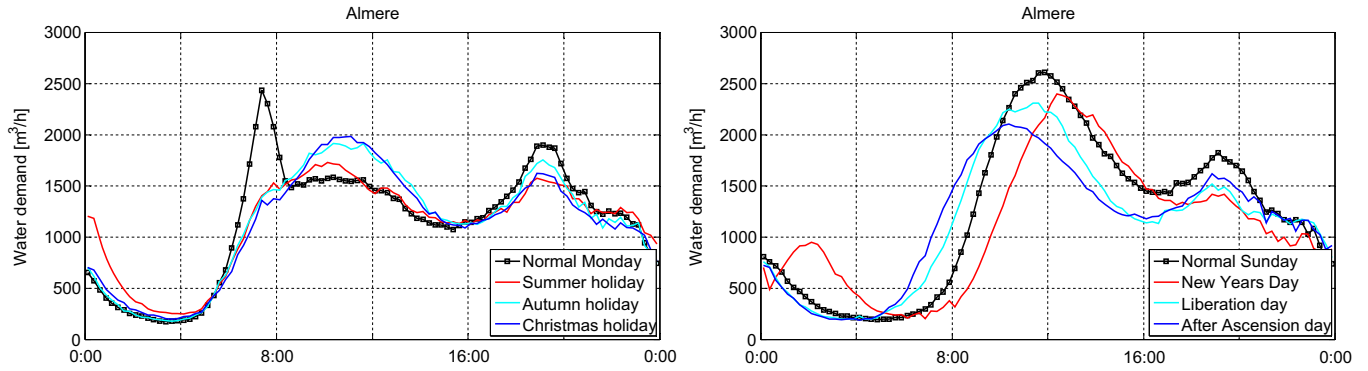 Almere
3000
2500
2000
1500
1000
500
0
Water demand [m³/h]
0:00
8:00
16:00
0:00
Normal Monday
Summer holiday
Autumn holiday
Christmas holiday
Almere
3000
2500
2000
1500
1000
500
0
Water demand [m³/h]
0:00
8:00
16:00
0:00
Normal Sunday
New Years Day
Liberation day
After Ascension day